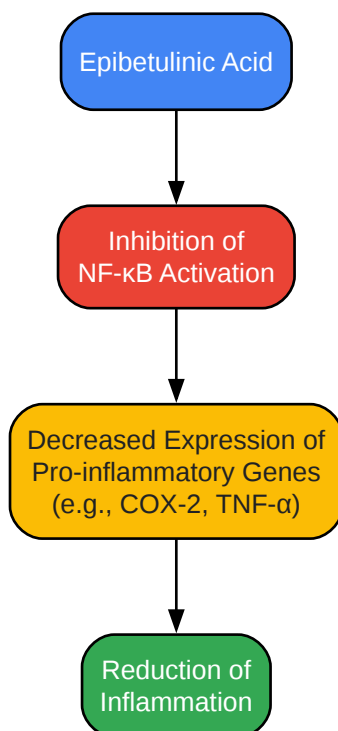 Epibetulinic Acid
Inhibition of
NF-κB Activation
Decreased Expression of
Pro-inflammatory Genes
(e.g., COX-2, TNF-α)
Reduction of
Inflammation